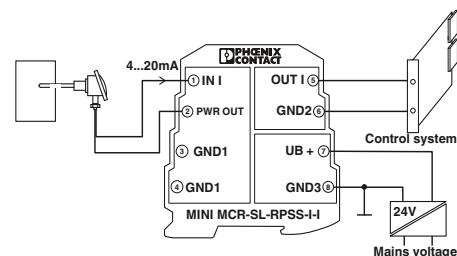 PHŒNIX
CONTACT
4...20mA
1 IN I
OUT I 5
2 PWR OUT
GND2 6
Control system
3 GND1
UB + 7
4 GND1
GND3 8
24V
MINI MCR-SL-RPSS-I-I
Mains voltage